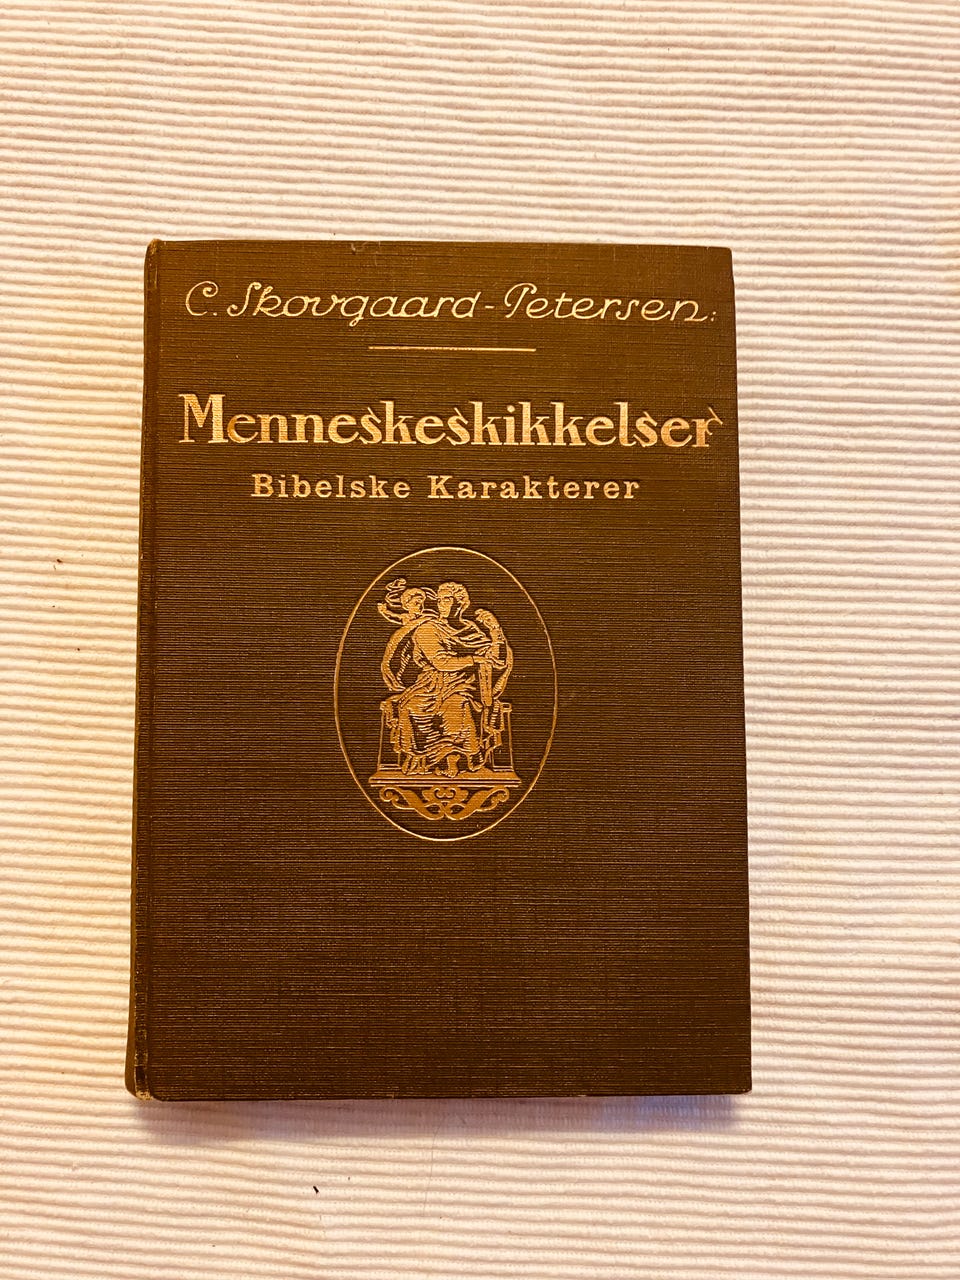 C. Skovgaard-Petersen:
Menneskeskikkelser
Bibelske Karakterer